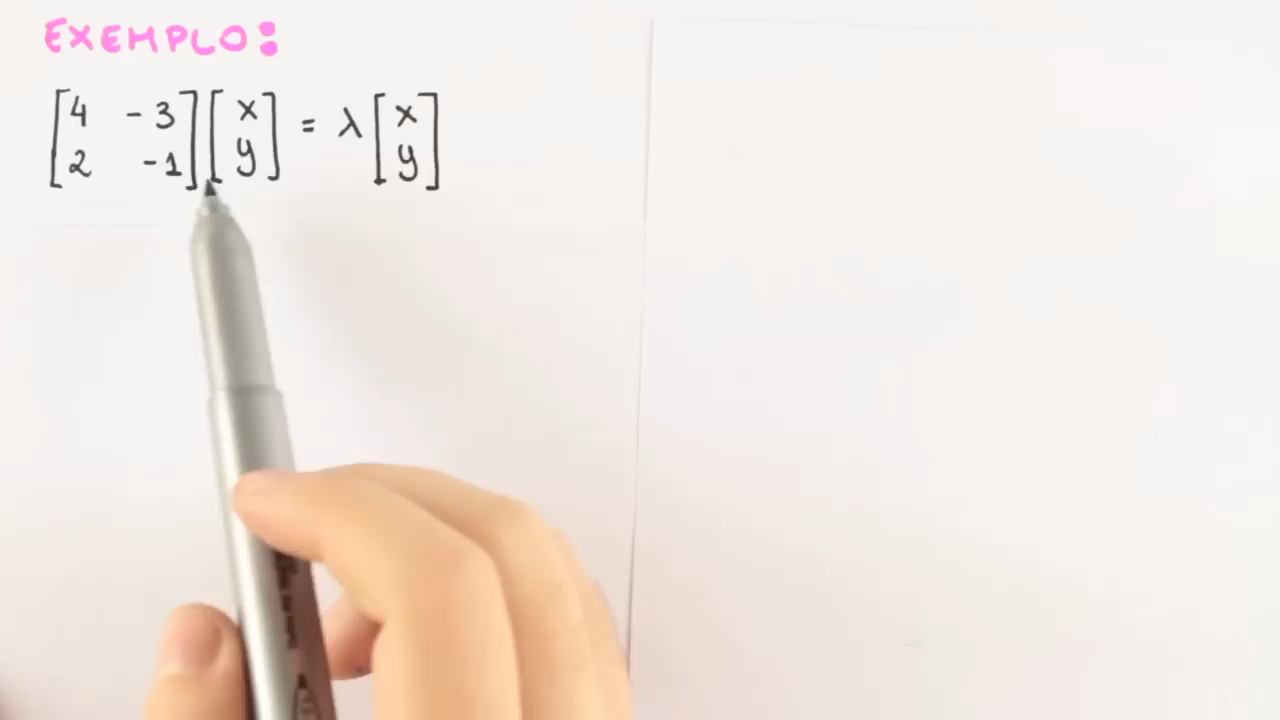 EXEMPLO:
[4 -3] [x] = λ [x]
[2 -1] [y] [y]